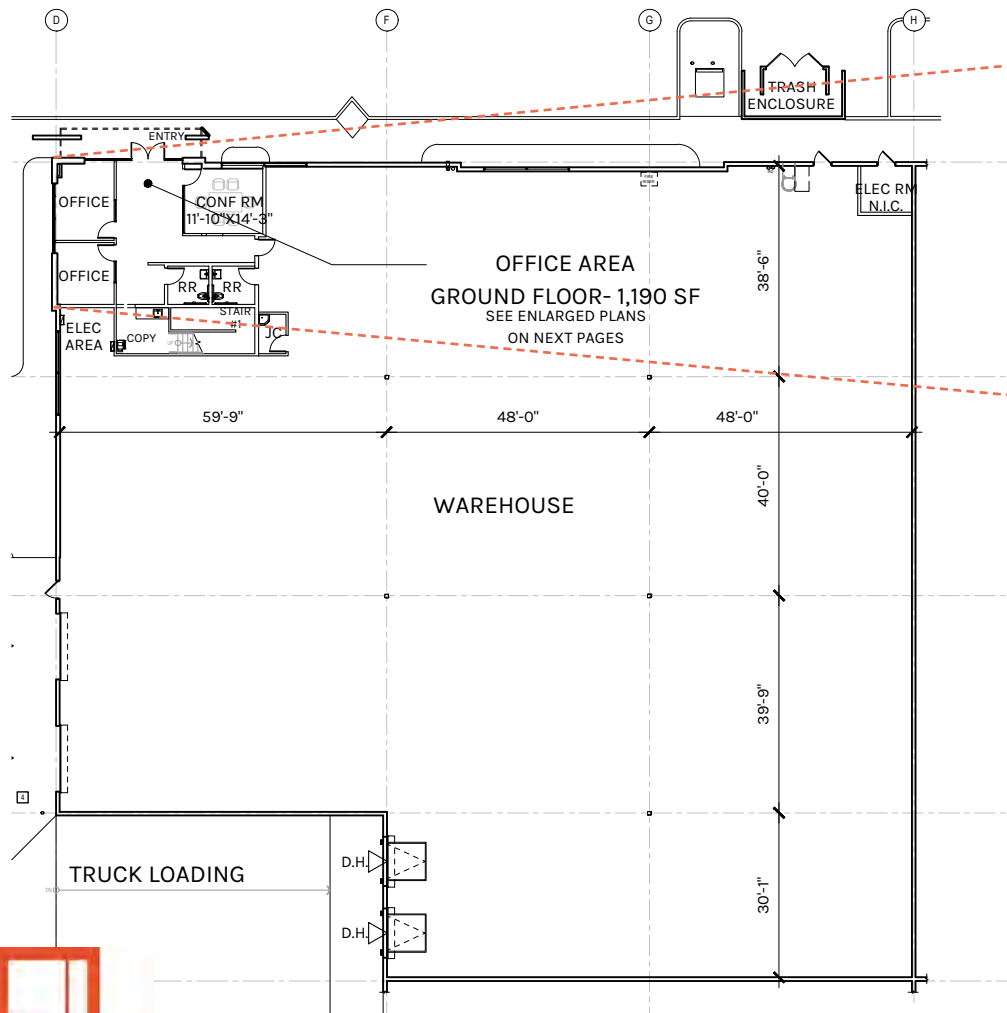 D
F
G
H
TRASH
ENCLOSURE
ENTRY
OFFICE
CONF RM
11'-10"X14'-3"
ELEC RM
N.I.C.
OFFICE
RR
RR
OFFICE AREA
GROUND FLOOR- 1,190 SF
SEE ENLARGED PLANS
ON NEXT PAGES
38'-6"
STAIR
#1
ELEC
AREA
COPY
UP
JC
59'-9"
48'-0"
48'-0"
40'-0"
WAREHOUSE
39'-9"
4
TRUCK LOADING
D.H.
DN
30'-1"
D.H.